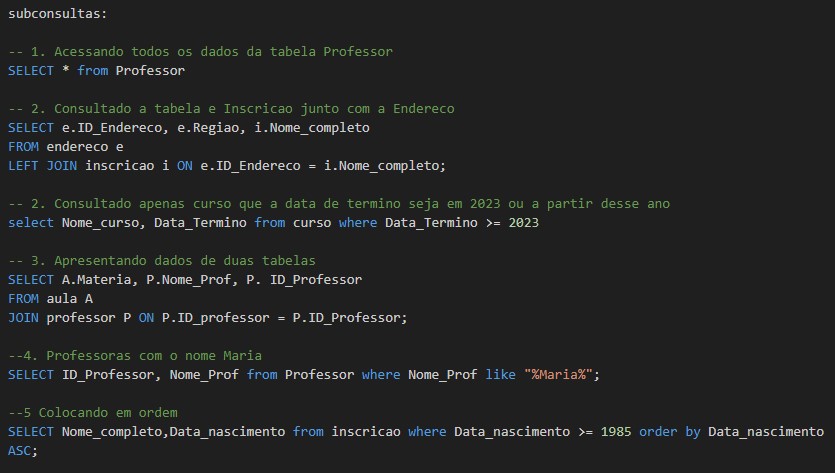 subconsultas:
-- 1. Acessando todos os dados da tabela Professor
SELECT * from Professor
-- 2. Consultado a tabela e Inscricao junto com a Endereco
SELECT e.ID_Endereco, e.Regiao, i.Nome_completo
FROM endereco e
LEFT JOIN inscricao i ON e.ID_Endereco = i.Nome_completo;
-- 2. Consultado apenas curso que a data de termino seja em 2023 ou a partir desse ano
select Nome_curso, Data_Termino from curso where Data_Termino >= 2023
-- 3. Apresentando dados de duas tabelas
SELECT A.Materia, P.Nome_Prof, P. ID_Professor
FROM aula A
JOIN professor P ON P.ID_professor = P.ID_Professor;
--4. Professoras com o nome Maria
SELECT ID_Professor, Nome_Prof from Professor where Nome_Prof like "%Maria%";
--5 Colocando em ordem
SELECT Nome_completo,Data_nascimento from inscricao where Data_nascimento >= 1985 order by Data_nascimento
ASC;